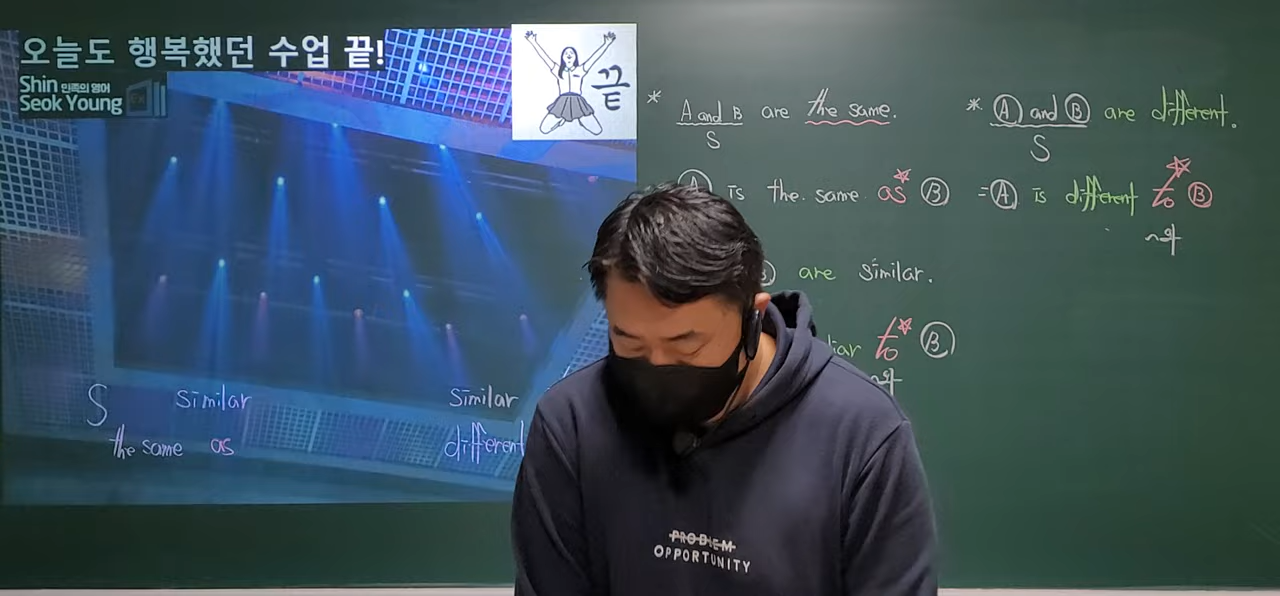 오늘도 행복했던 수업 끝!
Shin 민족의 영어
Seok Young
끝
* A and B are the same.
S
A is the same as B
B are similar.
to B
* A and B are different.
S
= A is different to B
~와
S similar similar
the same as different
PROBLEM
OPPORTUNITY